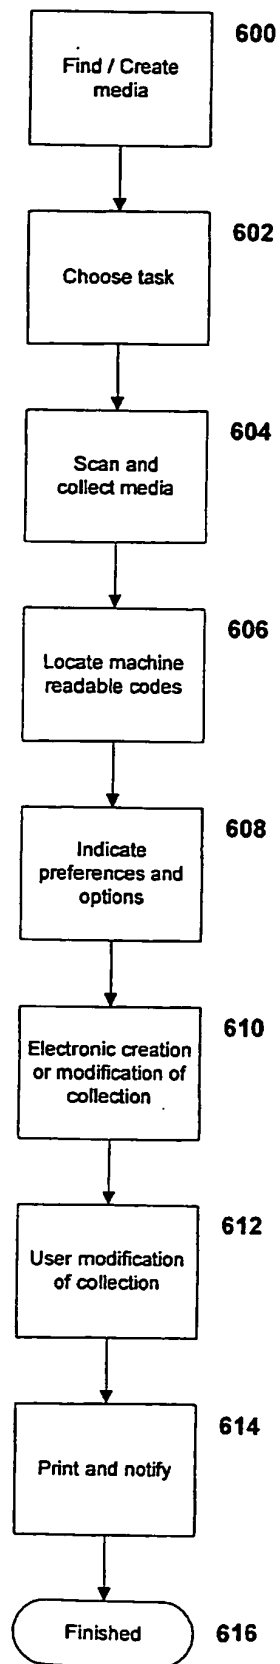 600
Find / Create
media
602
Choose task
604
Scan and
collect media
606
Locate machine
readable codes
608
Indicate
preferences and
options
610
Electronic creation
or modification of
collection
612
User modification
of collection
614
Print and notify
Finished
616